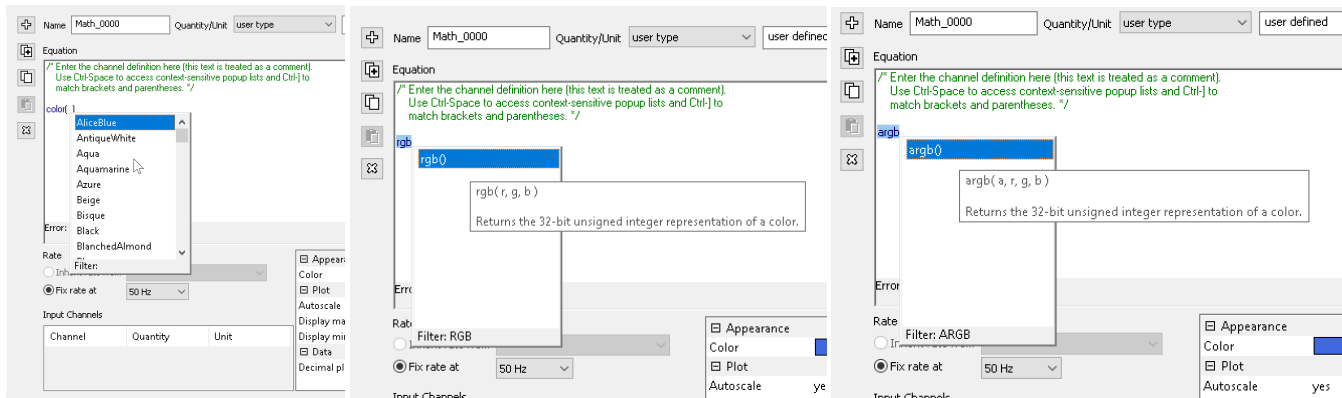 Name Math_0000 Quantity/Unit user type
Equation
/* Enter the channel definition here (this text is treated as a comment).
Use Ctrl-Space to access context-sensitive popup lists and Ctrl-] to
match brackets and parentheses. */
color( )
AliceBlue
AntiqueWhite
Aqua
Aquamarine
Azure
Beige
Bisque
Black
BlanchedAlmond
Filter:
Error:
Rate
Fix rate at 50 Hz
Input Channels
Channel Quantity Unit
Color
Plot
Autoscale
Display
Display
Data
Decimal
Name Math_0000 Quantity/Unit user type user defined
Equation
/* Enter the channel definition here (this text is treated as a comment).
Use Ctrl-Space to access context-sensitive popup lists and Ctrl-] to
match brackets and parentheses. */
rgb
rgb()
rgb( r, g, b )
Returns the 32-bit unsigned integer representation of a color.
Filter: RGB
Fix rate at 50 Hz
Input Channels
Appearance
Color
Plot
Autoscale
Name Math_0000 Quantity/Unit user type user defined
Equation
/* Enter the channel definition here (this text is treated as a comment).
Use Ctrl-Space to access context-sensitive popup lists and Ctrl-] to
match brackets and parentheses. */
argb
argb()
argb( a, r, g, b )
Returns the 32-bit unsigned integer representation of a color.
Error
Filter: ARGB
Rate
Fix rate at 50 Hz
Appearance
Color
Plot
Autoscale yes